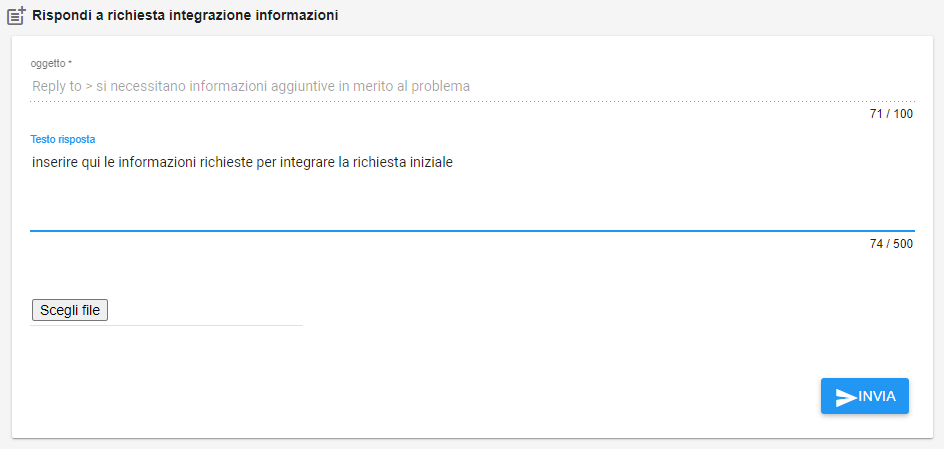 Rispondi a richiesta integrazione informazioni
oggetto *
Reply to > si necessitano informazioni aggiuntive in merito al problema
71 / 100
Testo risposta
inserire qui le informazioni richieste per integrare la richiesta iniziale
74 / 500
Scegli file
INVIA